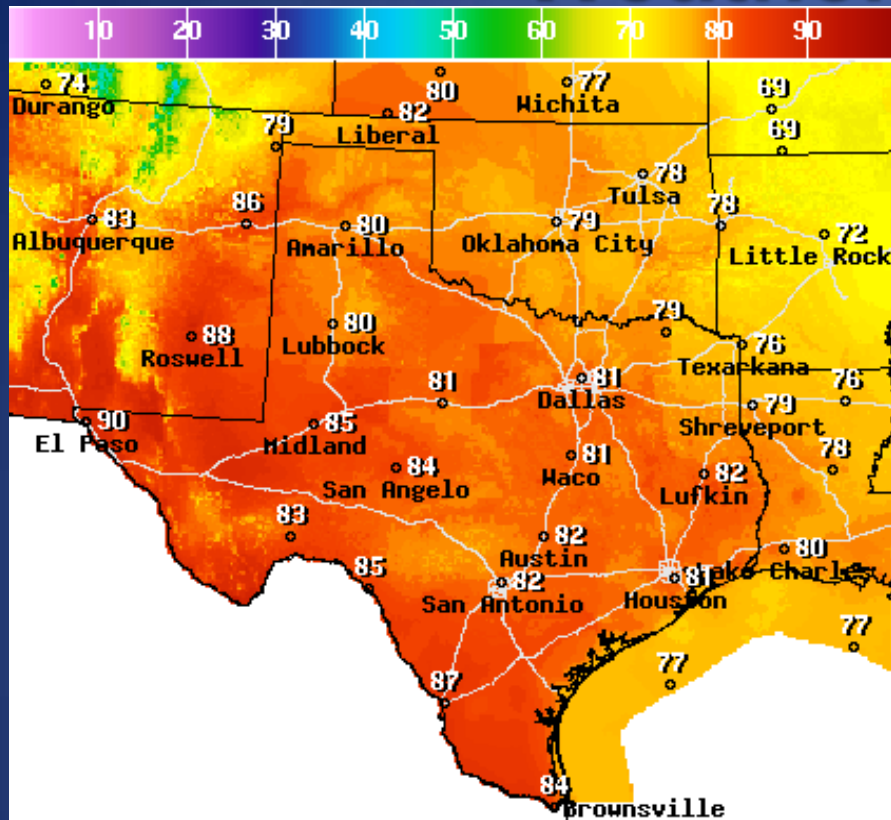 10 20 30 40 50 60 70 80 90
74 80 77 69
Durango 82 Wichita
Liberal 69
79
78
Tulsa
86
83 80 79 78 72
Albuquerque Amarillo Oklahoma City Little Rock
88 80 79
Roswell Lubbock 76
Texarkana
81 81 76
Dallas 79
90 85 Shreveport
El Paso Midland
84 81 82 78
San Angelo Waco Lufkin
83 82 80
Austin
85 82 81 Lake Charles
San Antonio Houston
77
87 77
84
Brownsville